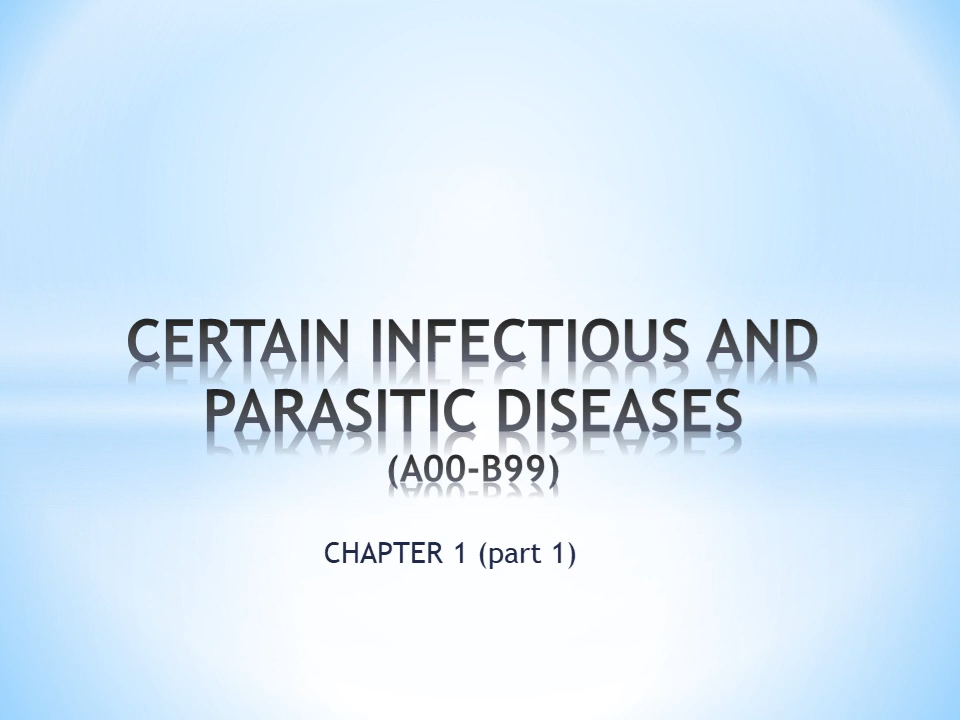 CERTAIN INFECTIOUS AND
PARASITIC DISEASES
(A00-B99)
CHAPTER 1 (part 1)